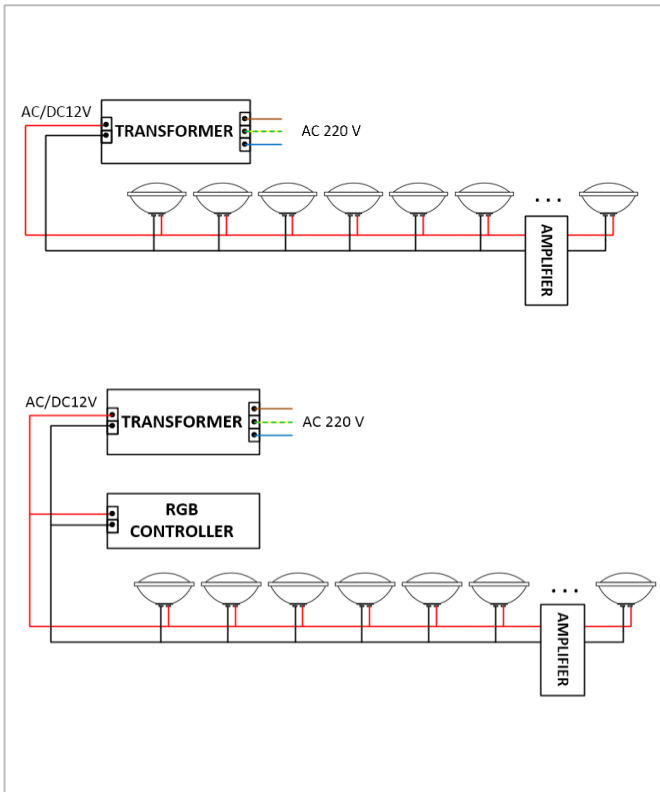 AC/DC12V
TRANSFORMER
AC 220 V
...
AMPLIFIER
AC/DC12V
TRANSFORMER
AC 220 V
RGB
CONTROLLER
...
AMPLIFIER